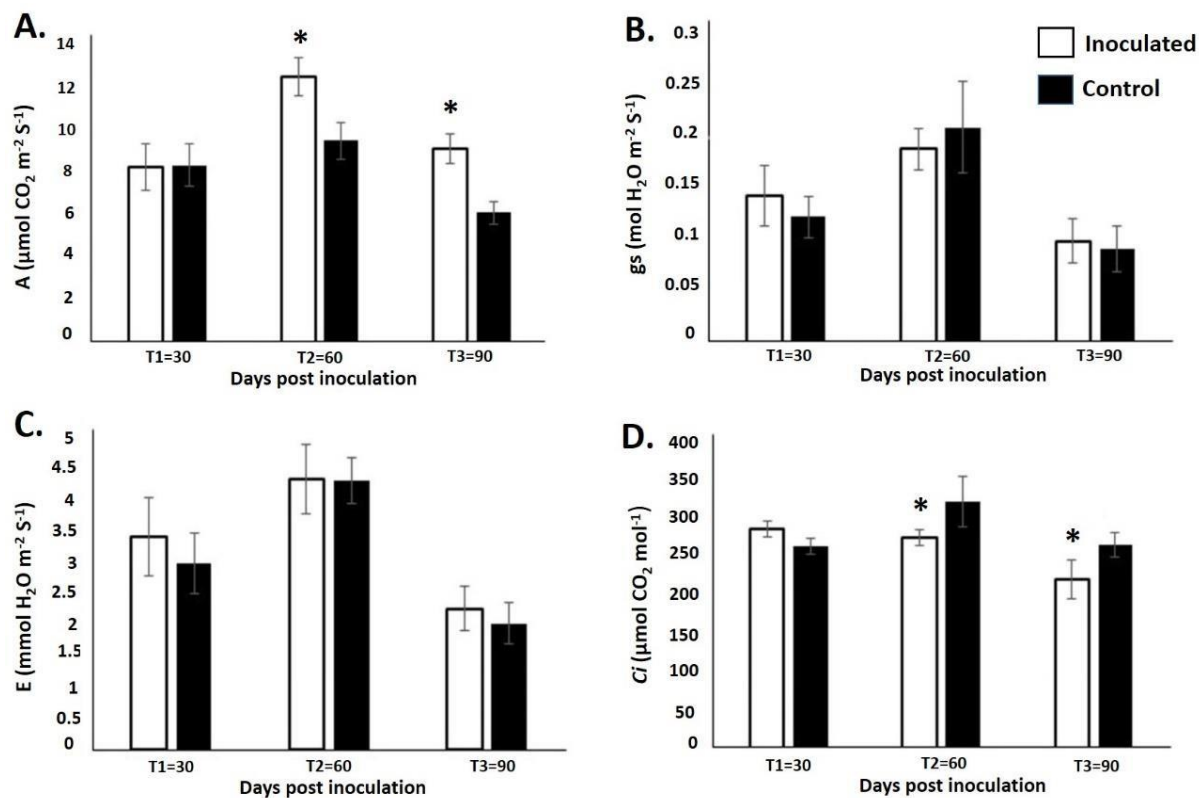 A.
14
12
10
8
6
4
2
0
A (µmol CO₂ m⁻² S⁻¹)
*
*
T1=30 T2=60 T3=90
Days post inoculation
B.
0.3
0.25
0.2
0.15
0.1
0.05
0
gs (mol H₂O m⁻² S⁻¹)
Inoculated
Control
T1=30 T2=60 T3=90
Days post inoculation
C.
5
4.5
4
3.5
3
2.5
2
1.5
1
0.5
0
E (mmol H₂O m⁻² S⁻¹)
T1=30 T2=60 T3=90
Days post inoculation
D.
400
350
300
250
200
150
100
50
0
Ci (µmol CO₂ mol⁻¹)
*
*
T1=30 T2=60 T3=90
Days post inoculation